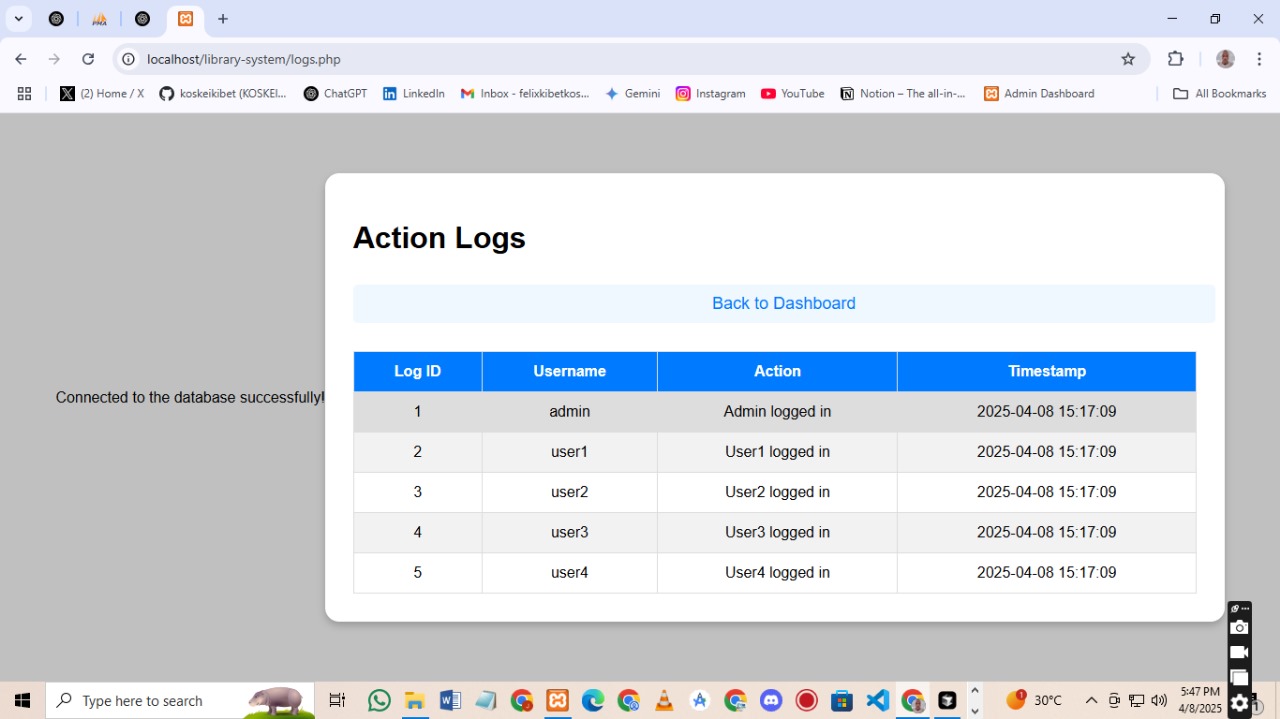 PMA
localhost/library-system/logs.php
(2) Home / X
koskeikibet (KOSKEI...
ChatGPT
LinkedIn
Inbox - felixkibetkos...
Gemini
Instagram
YouTube
Notion – The all-in-...
Admin Dashboard
All Bookmarks
Action Logs
Back to Dashboard
Connected to the database successfully!
Log ID Username Action Timestamp
1 admin Admin logged in 2025-04-08 15:17:09
2 user1 User1 logged in 2025-04-08 15:17:09
3 user2 User2 logged in 2025-04-08 15:17:09
4 user3 User3 logged in 2025-04-08 15:17:09
5 user4 User4 logged in 2025-04-08 15:17:09
Type here to search
1
30°C
5:47 PM
4/8/2025
1